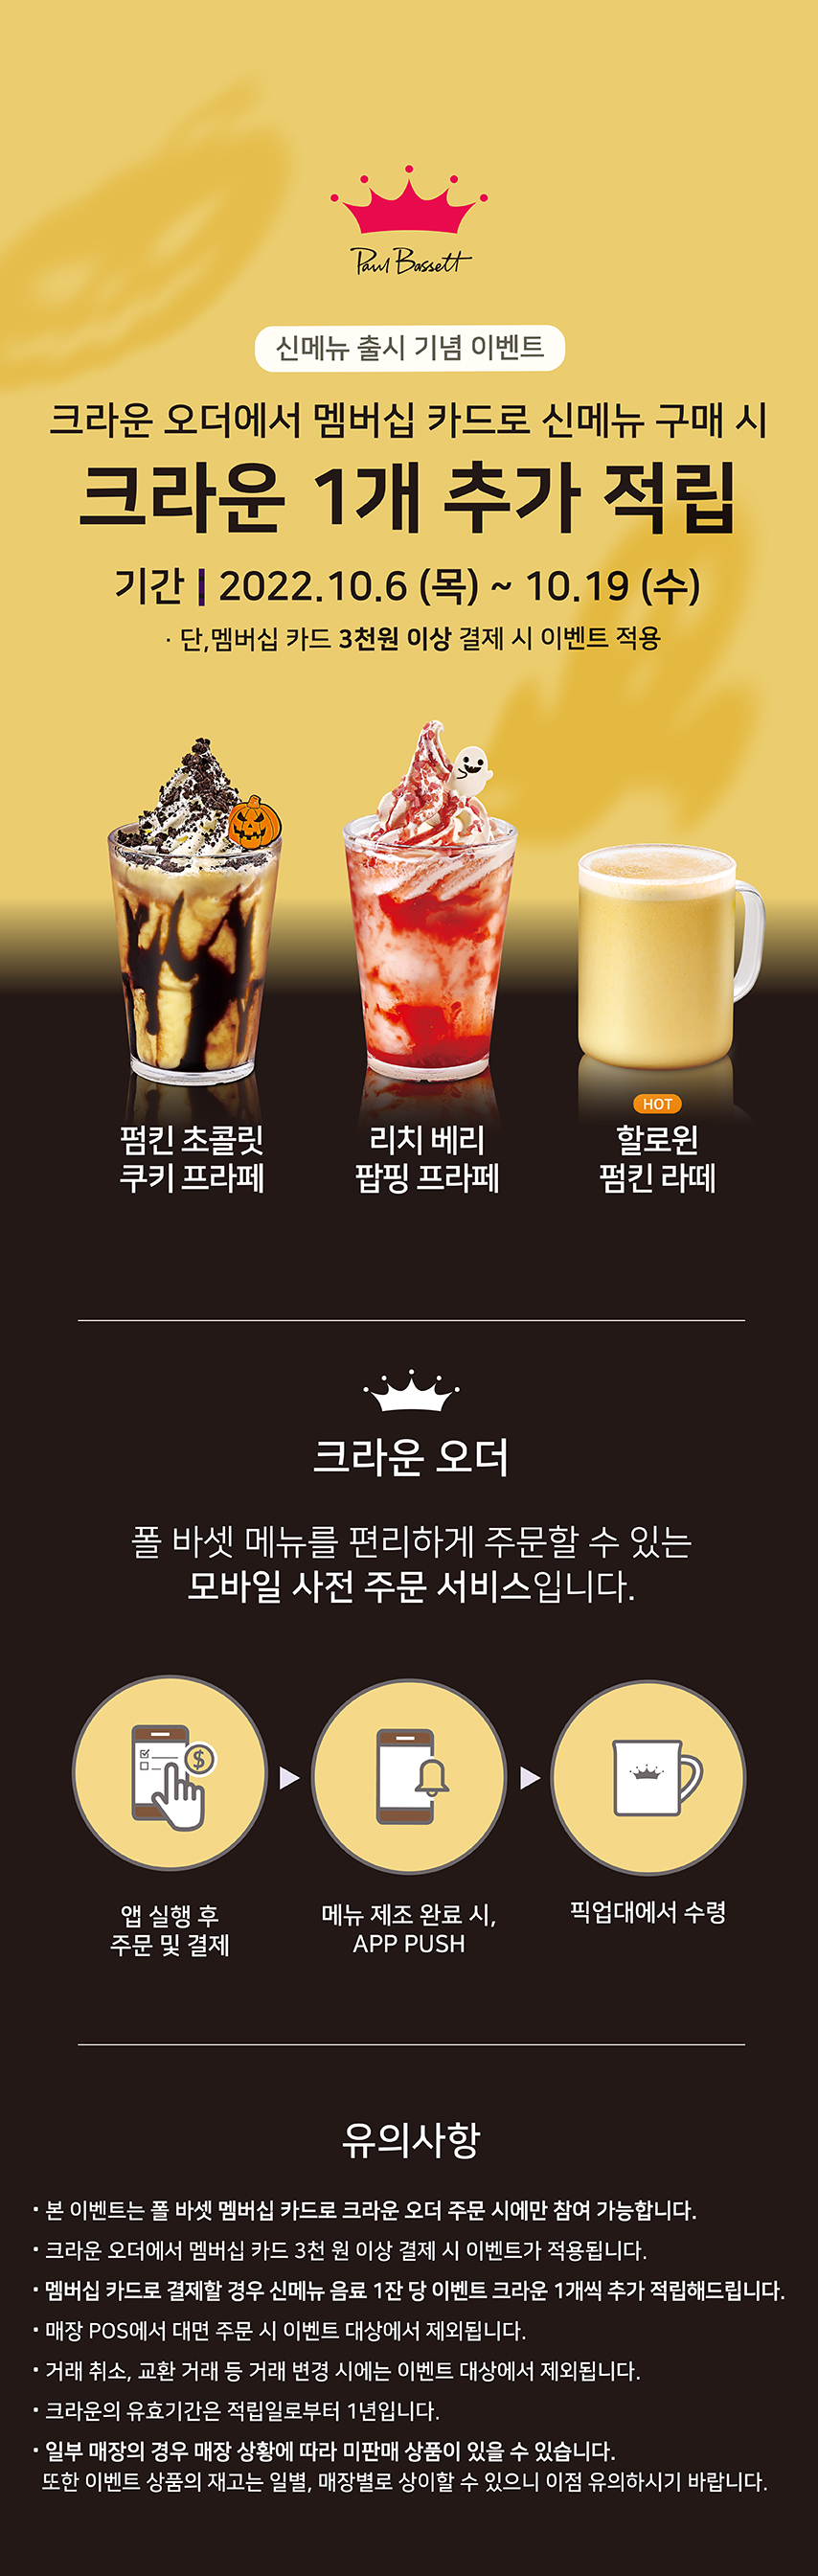 Paul Bassett
신메뉴 출시 기념 이벤트
크라운 오더에서 멤버십 카드로 신메뉴 구매 시
크라운 1개 추가 적립
기간 | 2022.10.6 (목) ~ 10.19 (수)
· 단,멤버십 카드 3천원 이상 결제 시 이벤트 적용
펌킨 초콜릿
쿠키 프라페
리치 베리
팝핑 프라페
HOT
할로윈
펌킨 라떼
크라운 오더
폴 바셋 메뉴를 편리하게 주문할 수 있는
모바일 사전 주문 서비스입니다.
$
앱 실행 후
주문 및 결제
메뉴 제조 완료 시,
APP PUSH
픽업대에서 수령
유의사항
· 본 이벤트는 폴 바셋 멤버십 카드로 크라운 오더 주문 시에만 참여 가능합니다.
· 크라운 오더에서 멤버십 카드 3천 원 이상 결제 시 이벤트가 적용됩니다.
· 멤버십 카드로 결제할 경우 신메뉴 음료 1잔 당 이벤트 크라운 1개씩 추가 적립해드립니다.
· 매장 POS에서 대면 주문 시 이벤트 대상에서 제외됩니다.
· 거래 취소, 교환 거래 등 거래 변경 시에는 이벤트 대상에서 제외됩니다.
· 크라운의 유효기간은 적립일로부터 1년입니다.
· 일부 매장의 경우 매장 상황에 따라 미판매 상품이 있을 수 있습니다.
또한 이벤트 상품의 재고는 일별, 매장별로 상이할 수 있으니 이점 유의하시기 바랍니다.